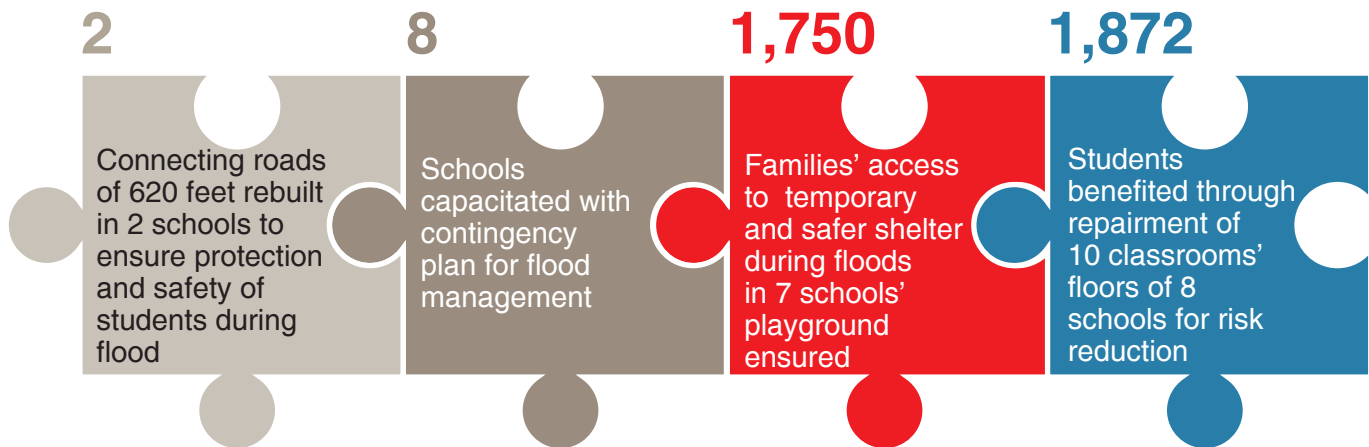 2
Connecting roads
of 620 feet rebuilt
in 2 schools to
ensure protection
and safety of
students during
flood
8
Schools
capacitated with
contingency
plan for flood
management
1,750
Families’ access
to temporary
and safer shelter
during floods
in 7 schools’
playground
ensured
1,872
Students
benefited through
repairment of
10 classrooms’
floors of 8
schools for risk
reduction